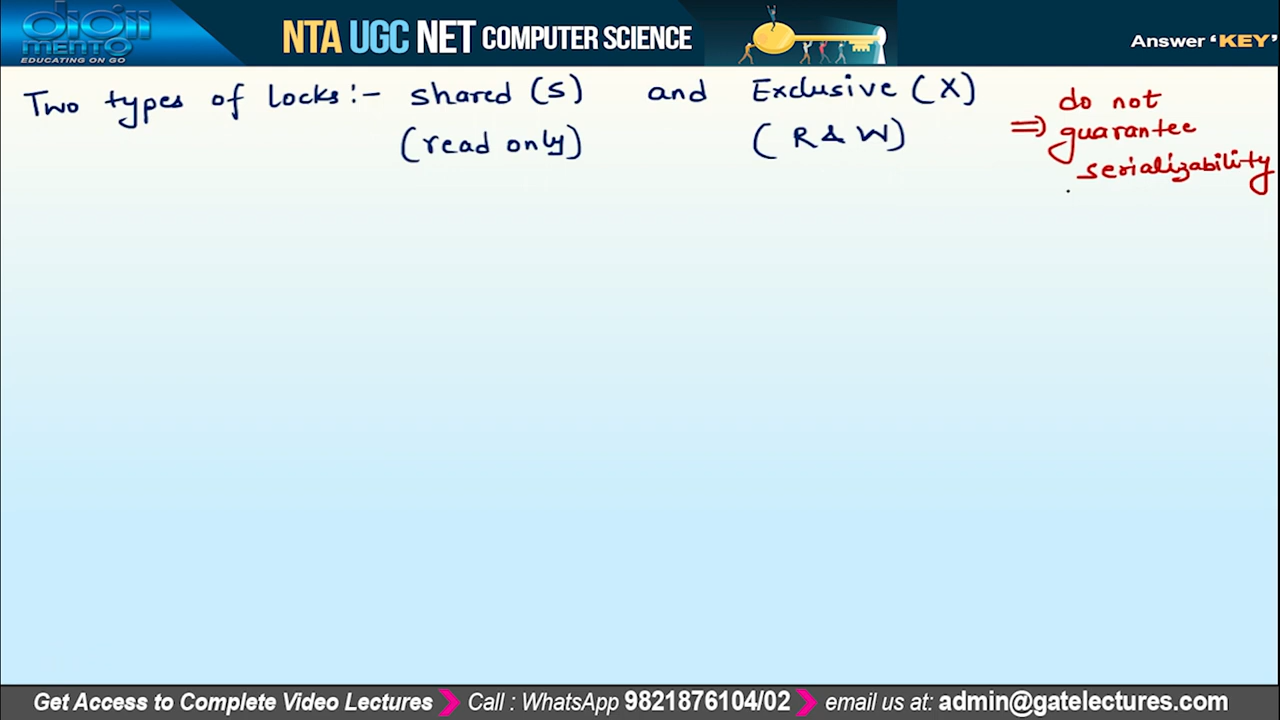 digii
MENTO
EDUCATING ON GO
NTA UGC NET COMPUTER SCIENCE
Answer ‘KEY’
Two types of locks:- shared (S) and Exclusive (X)
(read only) (R & W)
⇒ do not
guarantee
serializability
Get Access to Complete Video Lectures Call : WhatsApp 9821876104/02 email us at: admin@gatelectures.com